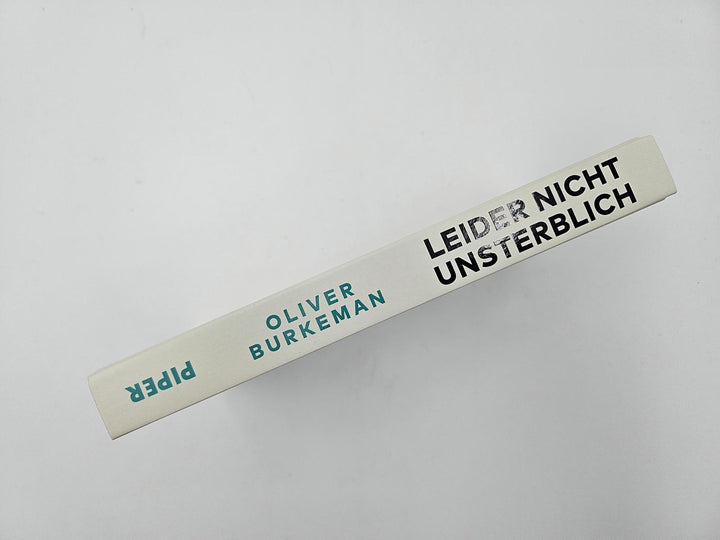 OLIVER
BURKEMAN
LEIDER NICHT
UNSTERBLICH
PIPER